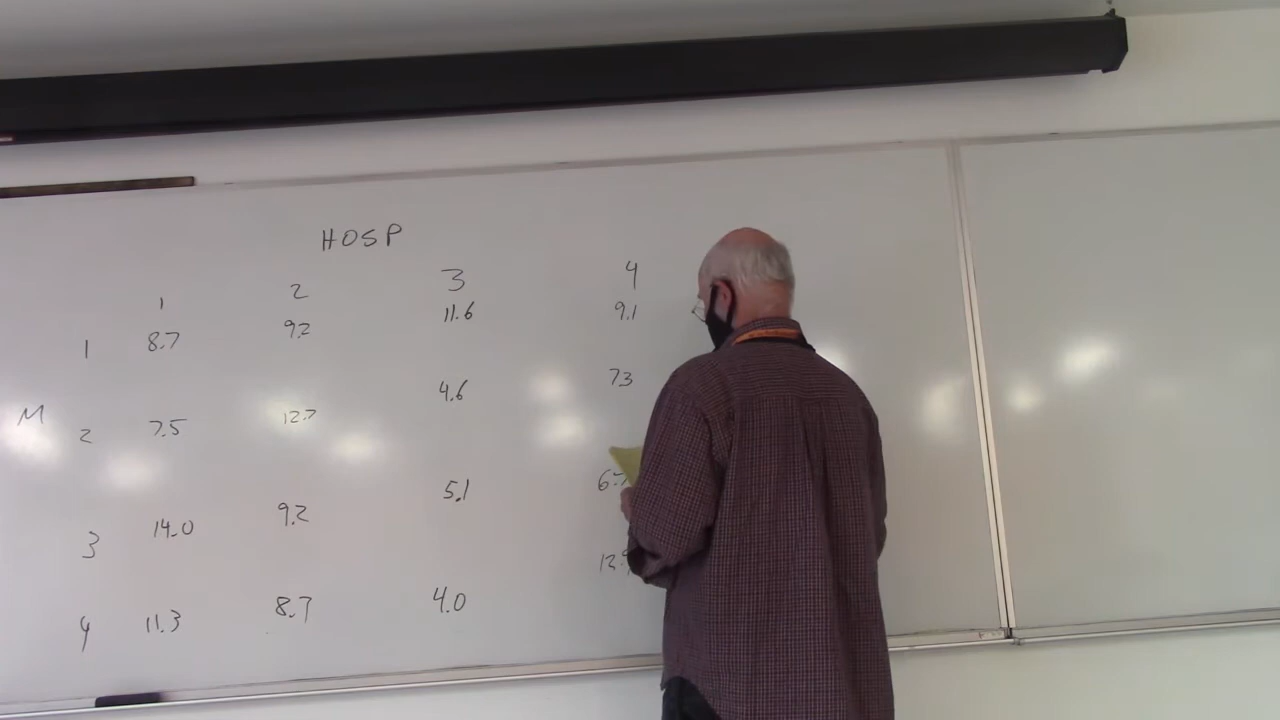 HOSP
1 2 3 4
1 8.7 9.2 11.6 9.1
M
2 7.5 12.7 4.6 7.3
3 14.0 9.2 5.1
4 11.3 8.7 4.0